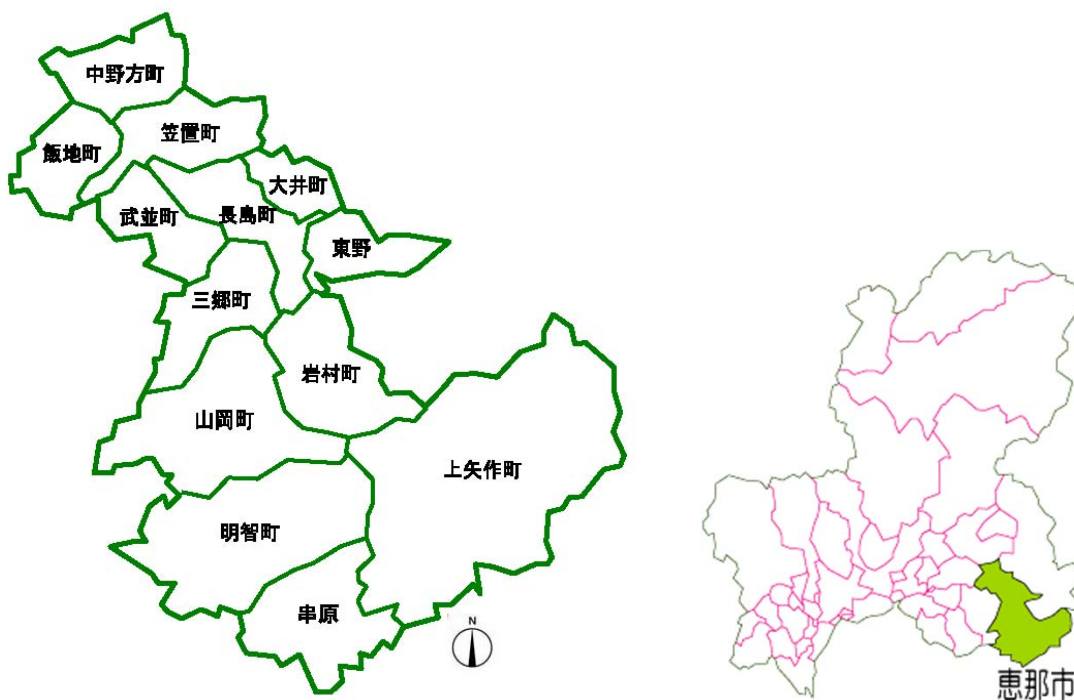 中野方町
笠置町
飯地町
大井町
武並町
長島町
東野
三郷町
岩村町
山岡町
上矢作町
明智町
串原
N
恵那市